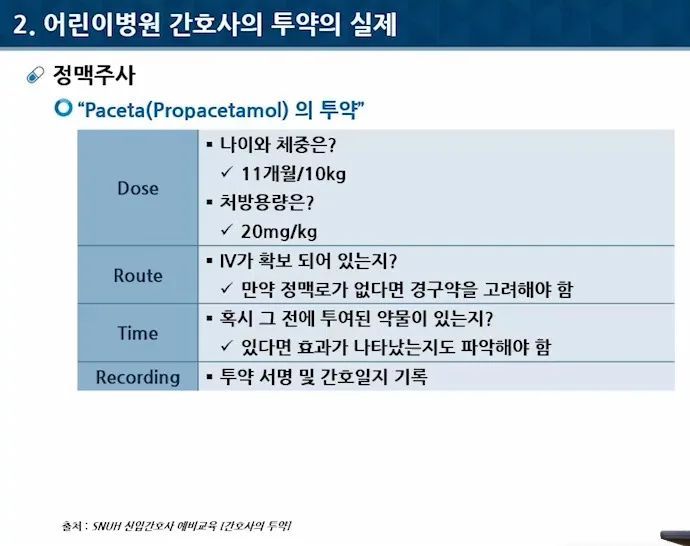 2. 어린이병원 간호사의 투약의 실제
정맥주사
“Paceta(Propacetamol) 의 투약”
Dose
▪ 나이와 체중은?
✓ 11개월/10kg
▪ 처방용량은?
✓ 20mg/kg
Route
▪ IV가 확보 되어 있는지?
✓ 만약 정맥로가 없다면 경구약을 고려해야 함
Time
▪ 혹시 그 전에 투여된 약물이 있는지?
✓ 있다면 효과가 나타났는지도 파악해야 함
Recording
▪ 투약 서명 및 간호일지 기록
출처 : SNUH 신입간호사 예비교육 [간호사의 투약]